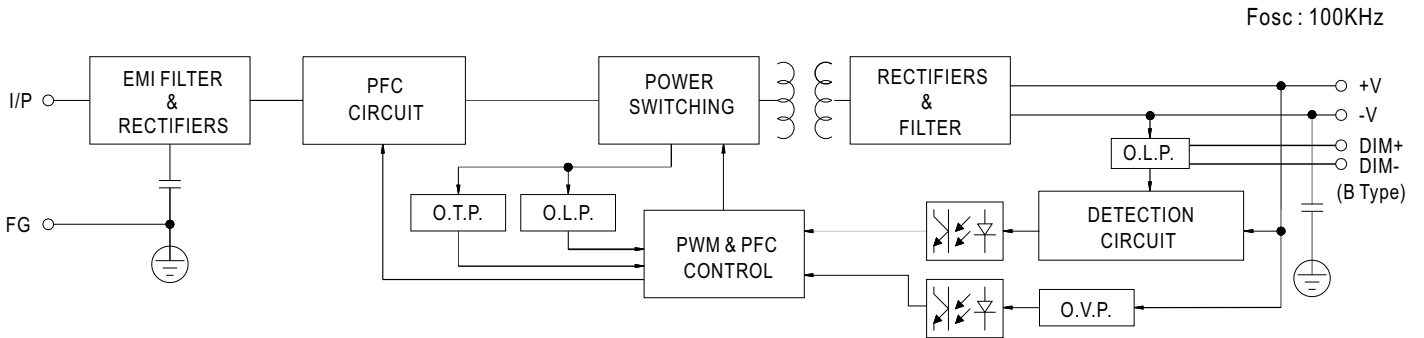 Fosc : 100KHz
I/P
EMI FILTER
&
RECTIFIERS
PFC
CIRCUIT
POWER
SWITCHING
RECTIFIERS
&
FILTER
+V
-V
O.L.P.
DIM+
DIM-
(B Type)
FG
O.T.P.
O.L.P.
PWM & PFC
CONTROL
DETECTION
CIRCUIT
O.V.P.